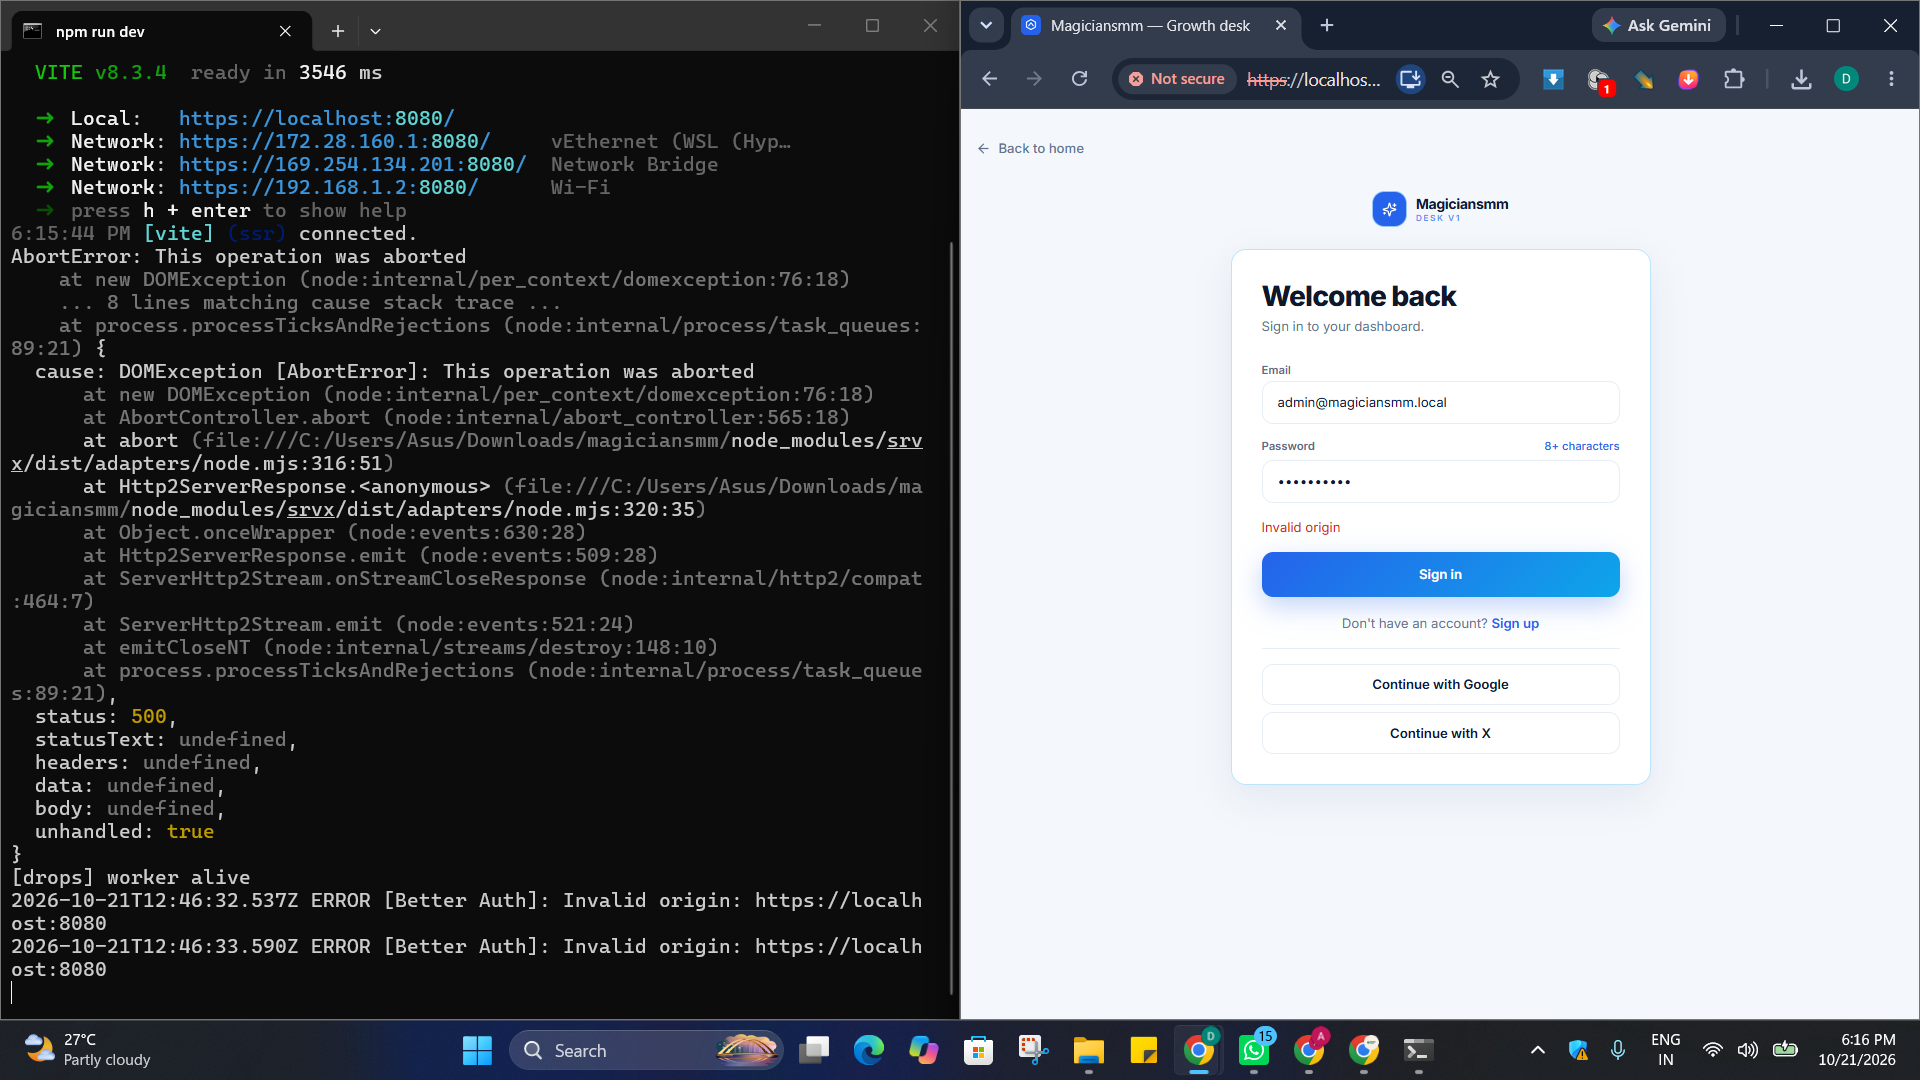 npm run dev
VITE v8.3.4 ready in 3546 ms
➜ Local: https://localhost:8080/
➜ Network: https://172.28.160.1:8080/ vEthernet (WSL (Hyp…
➜ Network: https://169.254.134.201:8080/ Network Bridge
➜ Network: https://192.168.1.2:8080/ Wi-Fi
➜ press h + enter to show help
6:15:44 PM [vite] (ssr) connected.
AbortError: This operation was aborted
at new DOMException (node:internal/per_context/domexception:76:18)
... 8 lines matching cause stack trace ...
at process.processTicksAndRejections (node:internal/process/task_queues:
89:21) {
cause: DOMException [AbortError]: This operation was aborted
at new DOMException (node:internal/per_context/domexception:76:18)
at AbortController.abort (node:internal/abort_controller:565:18)
at abort (file:///C:/Users/Asus/Downloads/magiciansmm/node_modules/srv
x/dist/adapters/node.mjs:316:51)
at Http2ServerResponse.<anonymous> (file:///C:/Users/Asus/Downloads/ma
giciansmm/node_modules/srvx/dist/adapters/node.mjs:320:35)
at Object.onceWrapper (node:events:630:28)
at Http2ServerResponse.emit (node:events:509:28)
at ServerHttp2Stream.onStreamCloseResponse (node:internal/http2/compat
:464:7)
at ServerHttp2Stream.emit (node:events:521:24)
at emitCloseNT (node:internal/streams/destroy:148:10)
at process.processTicksAndRejections (node:internal/process/task_queue
s:89:21),
status: 500,
statusText: undefined,
headers: undefined,
data: undefined,
body: undefined,
unhandled: true
}
[drops] worker alive
2026-10-21T12:46:32.537Z ERROR [Better Auth]: Invalid origin: https://localh
ost:8080
2026-10-21T12:46:33.590Z ERROR [Better Auth]: Invalid origin: https://localh
ost:8080
Magiciansmm — Growth desk
Ask Gemini
Not secure https://localhos...
1
D
Back to home
Magiciansmm
DESK V1
Welcome back
Sign in to your dashboard.
Email
admin@magiciansmm.local
Password 8+ characters
••••••••••
Invalid origin
Sign in
Don't have an account? Sign up
Continue with Google
Continue with X
27°C
Partly cloudy
Search
D
15
A
ENG
IN
6:16 PM
10/21/2026